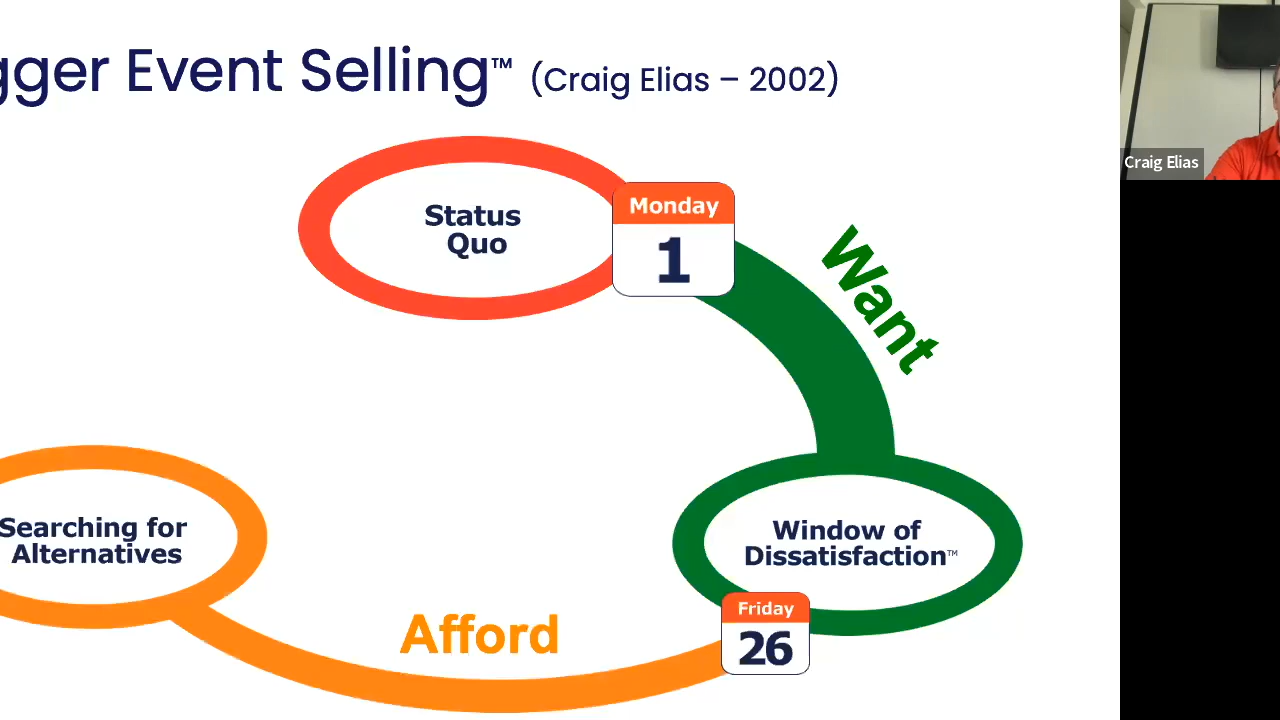 gger Event Selling™ (Craig Elias – 2002)
Craig Elias
Status
Quo
Monday
1
Want
Searching for
Alternatives
Window of
Dissatisfaction™
Afford
Friday
26